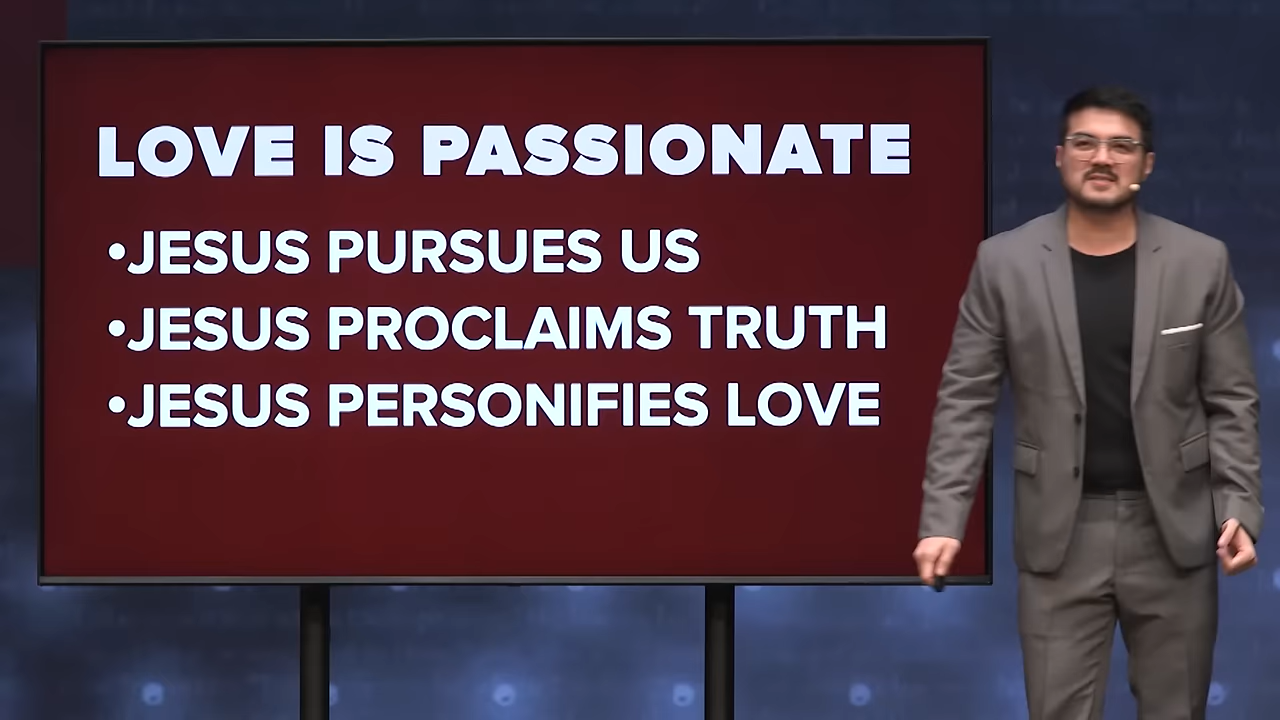 LOVE IS PASSIONATE
•JESUS PURSUES US
•JESUS PROCLAIMS TRUTH
•JESUS PERSONIFIES LOVE